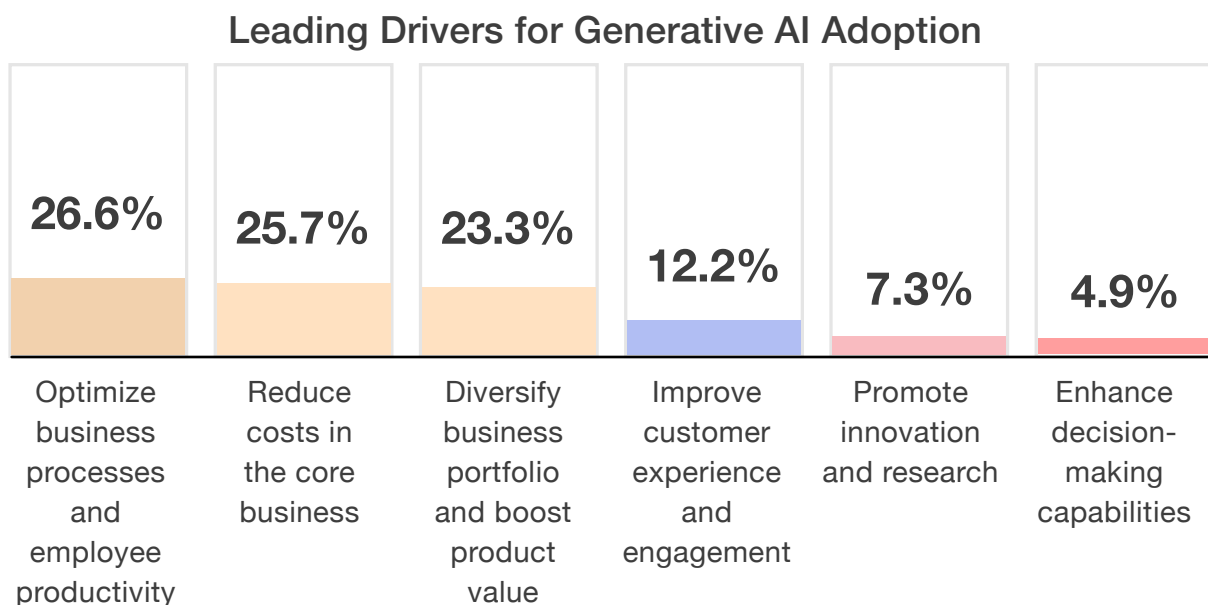 Leading Drivers for Generative AI Adoption
26.6%
25.7%
23.3%
12.2%
7.3%
4.9%
Optimize
business
processes
and
employee
productivity
Reduce
costs in
the core
business
Diversify
business
portfolio
and boost
product
value
Improve
customer
experience
and
engagement
Promote
innovation
and research
Enhance
decision-
making
capabilities